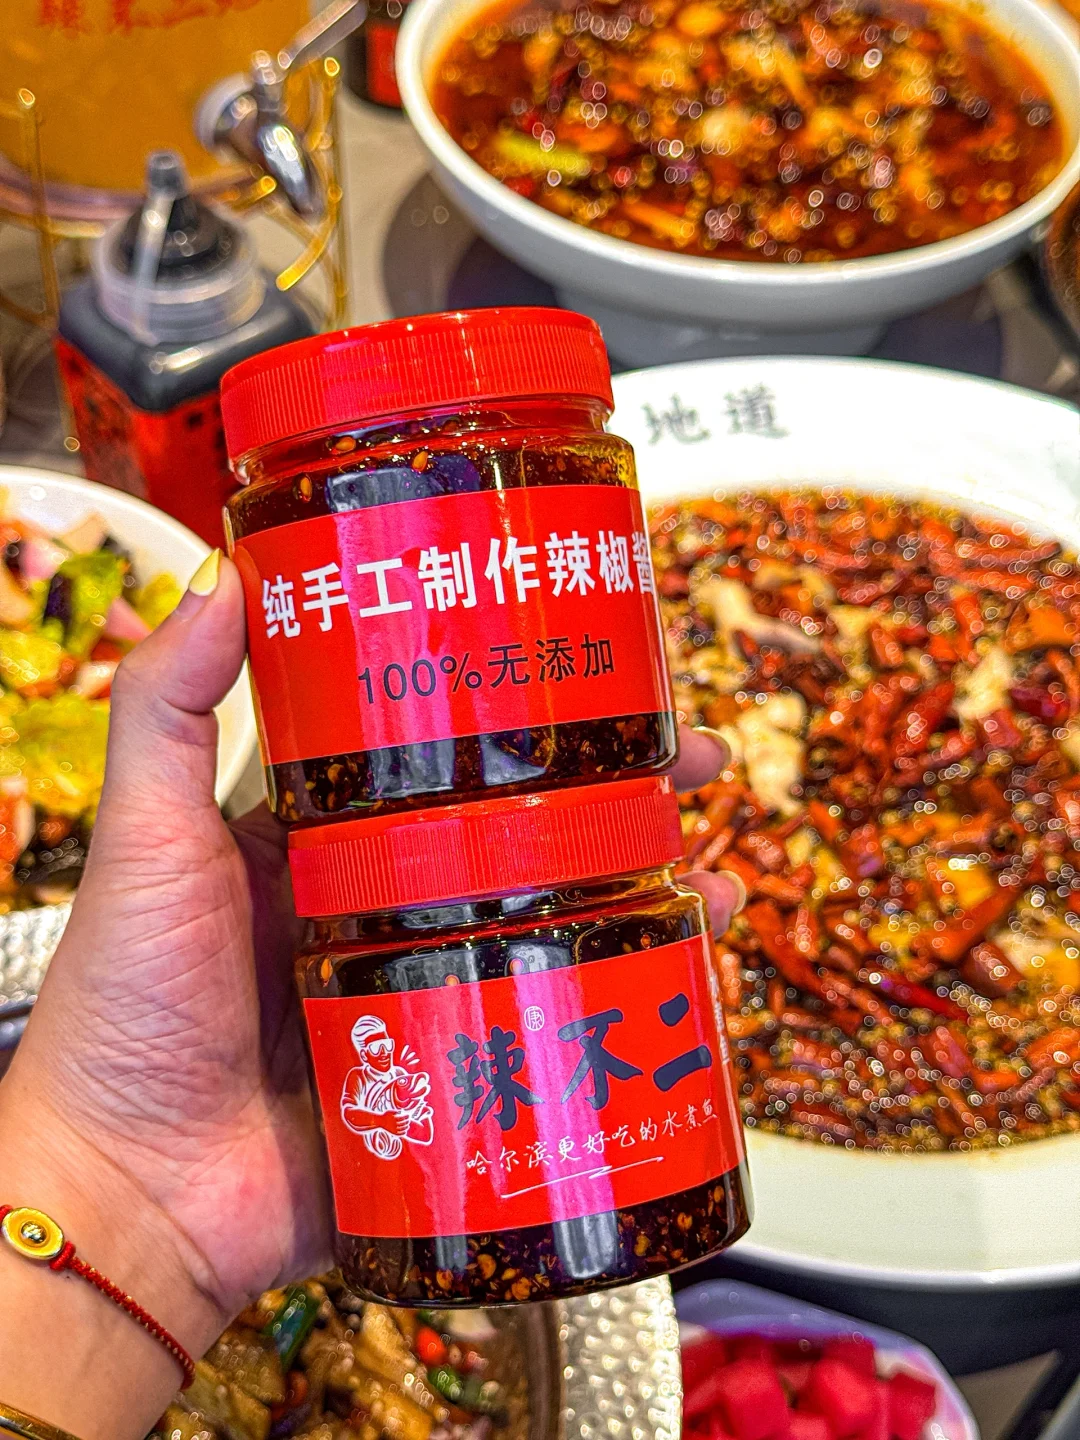 地道
纯手工制作辣椒酱
100%无添加
康
辣不二
哈尔滨更好吃的水煮鱼